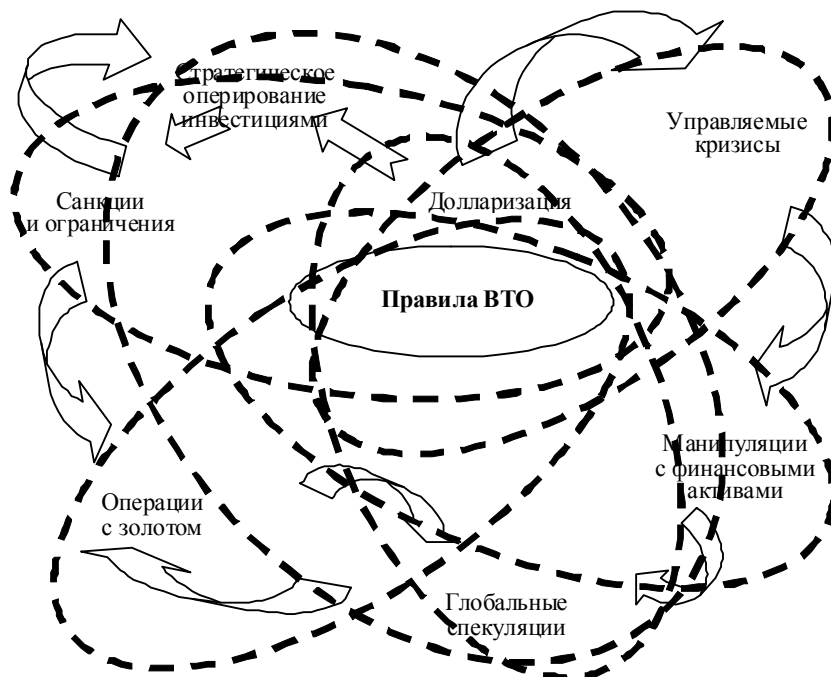 Стратегическое
оперирование
инвестициями
Управляемые
кризисы
Санкции
и ограничения
Долларизация
Правила ВТО
Манипуляции
с финансовыми
активами
Операции
с золотом
Глобальные
спекуляции